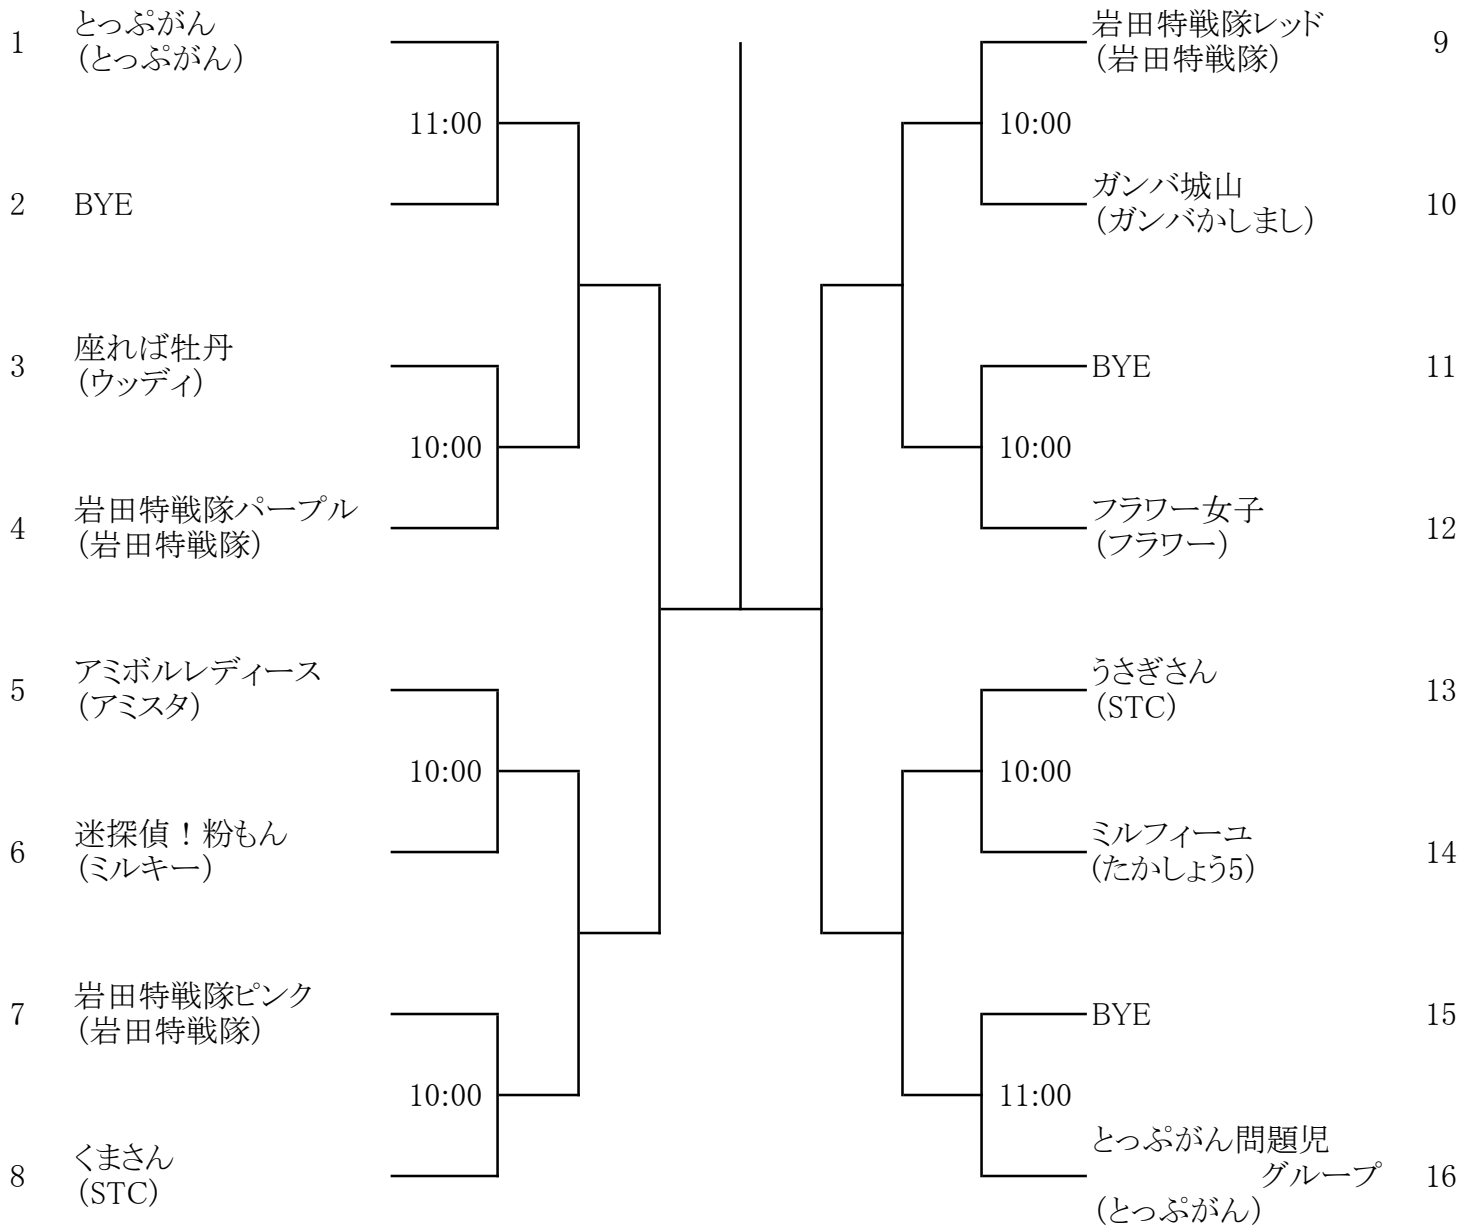 1
とっぷがん
(とっぷがん)
11:00
2
BYE
3
座れば牡丹
(ウッディ)
10:00
4
岩田特戦隊パープル
(岩田特戦隊)
5
アミボルレディース
(アミスタ)
10:00
6
迷探偵！粉もん
(ミルキー)
7
岩田特戦隊ピンク
(岩田特戦隊)
10:00
8
くまさん
(STC)
岩田特戦隊レッド
(岩田特戦隊)
9
10:00
ガンバ城山
(ガンバかしまし)
10
BYE
11
10:00
フラワー女子
(フラワー)
12
うさぎさん
(STC)
13
10:00
ミルフィーユ
(たかしょう5)
14
BYE
15
11:00
とっぷがん問題児
グループ
(とっぷがん)
16